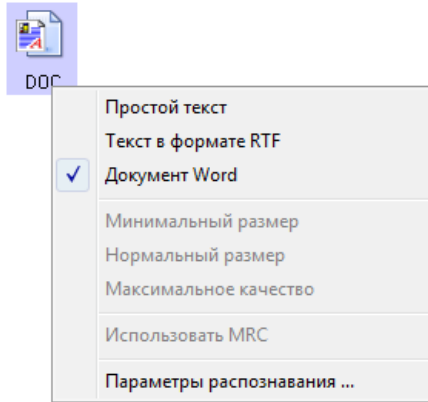 DOC
Простой текст
Текст в формате RTF
Документ Word
Минимальный размер
Нормальный размер
Максимальное качество
Использовать MRC
Параметры распознавания ...